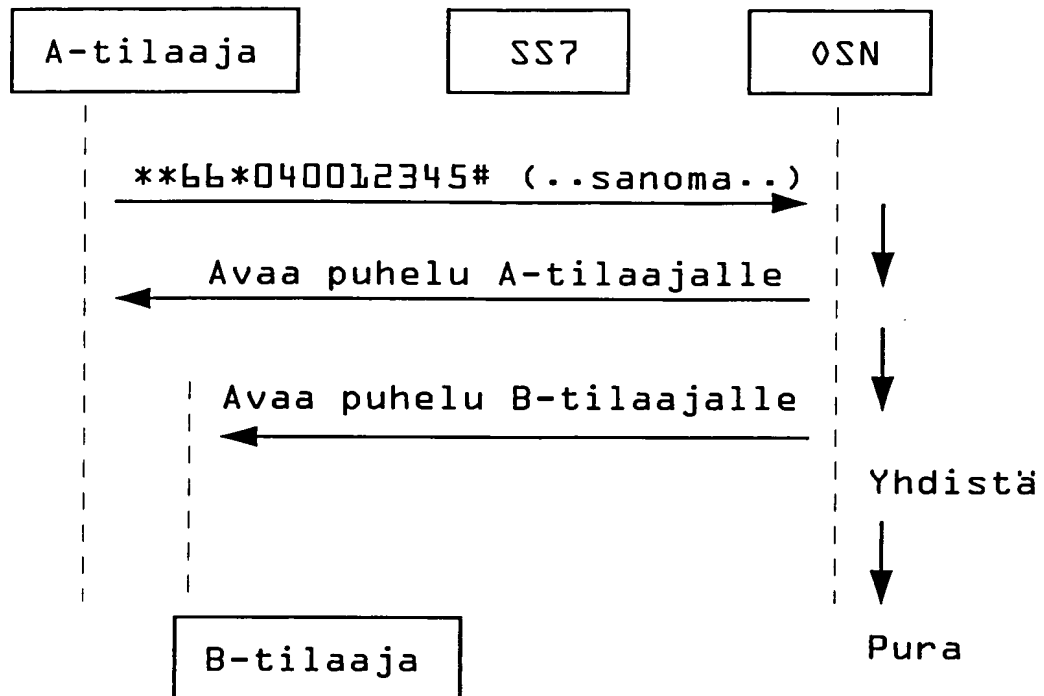 A-tilaaja
SS7
OSN
**66*040012345# (..sanoma..)
Avaa puhelu A-tilaajalle
Avaa puhelu B-tilaajalle
Yhdistä
B-tilaaja
Pura